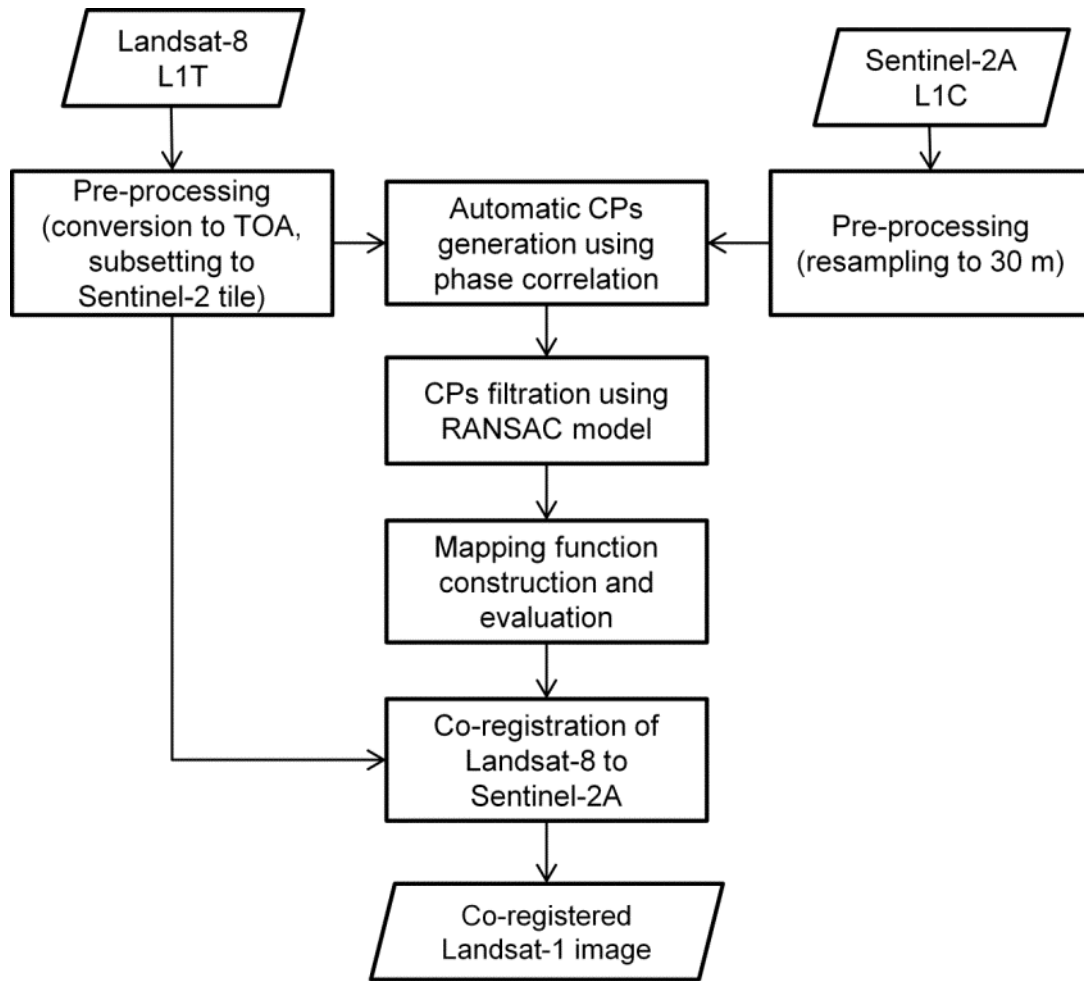 Landsat-8
L1T
Sentinel-2A
L1C
Pre-processing
(conversion to TOA,
subsetting to
Sentinel-2 tile)
Automatic CPs
generation using
phase correlation
Pre-processing
(resampling to 30 m)
CPs filtration using
RANSAC model
Mapping function
construction and
evaluation
Co-registration of
Landsat-8 to
Sentinel-2A
Co-registered
Landsat-1 image